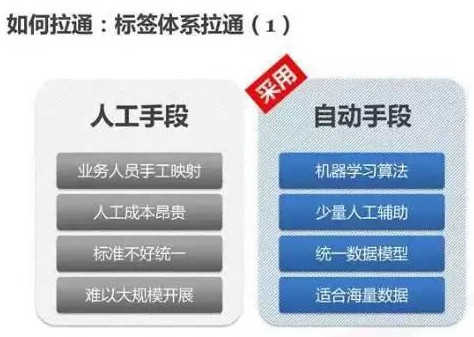 如何拉通：标签体系拉通（1）
采用
人工手段
业务人员手工映射
人工成本昂贵
标准不好统一
难以大规模开展
自动手段
机器学习算法
少量人工辅助
统一数据模型
适合海量数据